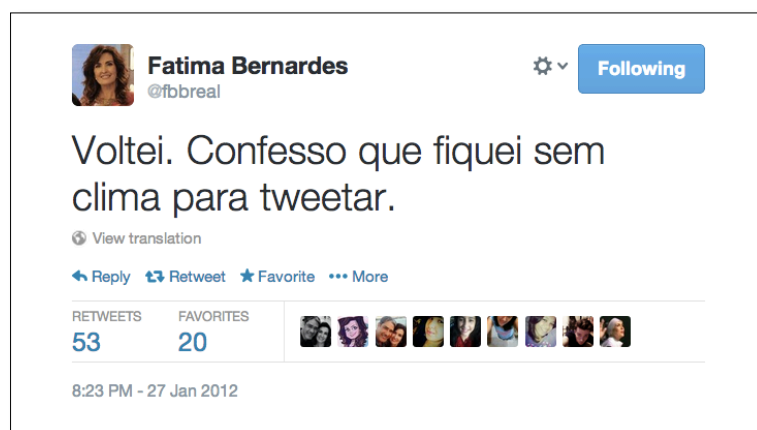 Fatima Bernardes
@fbbreal
Following
Voltei. Confesso que fiquei sem
clima para tweetar.
View translation
Reply Retweet Favorite More
RETWEETS FAVORITES
53 20
8:23 PM - 27 Jan 2012